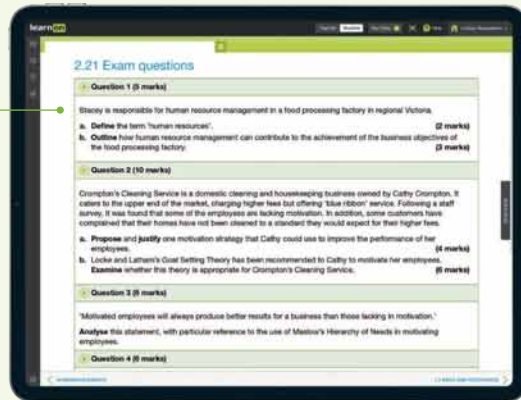 learnon
2.21 Exam questions
Question 1 (5 marks)
Stacey is responsible for human resource management in a food processing factory in regional Victoria.
a. Define the term 'human resources'. (2 marks)
b. Outline how human resource management can contribute to the achievement of the business objectives of
the food processing factory. (3 marks)
Question 2 (10 marks)
Crompton's Cleaning Service is a domestic cleaning and housekeeping business owned by Cathy Crompton. It
caters to the upper end of the market, charging higher fees but offering 'blue ribbon' service. Following a staff
survey, it was found that some of the employees are lacking motivation. In addition, some customers have
complained that their homes have not been cleaned to a standard they would expect for their higher fees.
a. Propose and justify one motivation strategy that Cathy could use to improve the performance of her
employees. (4 marks)
b. Locke and Latham's Goal Setting Theory has been recommended to Cathy to motivate her employees.
Examine whether this theory is appropriate for Crompton's Cleaning Service. (6 marks)
Question 3 (6 marks)
'Motivated employees will always produce better results for a business than those lacking in motivation.'
Analyse this statement, with particular reference to the use of Maslow's Hierarchy of Needs in motivating
employees.
Question 4 (6 marks)